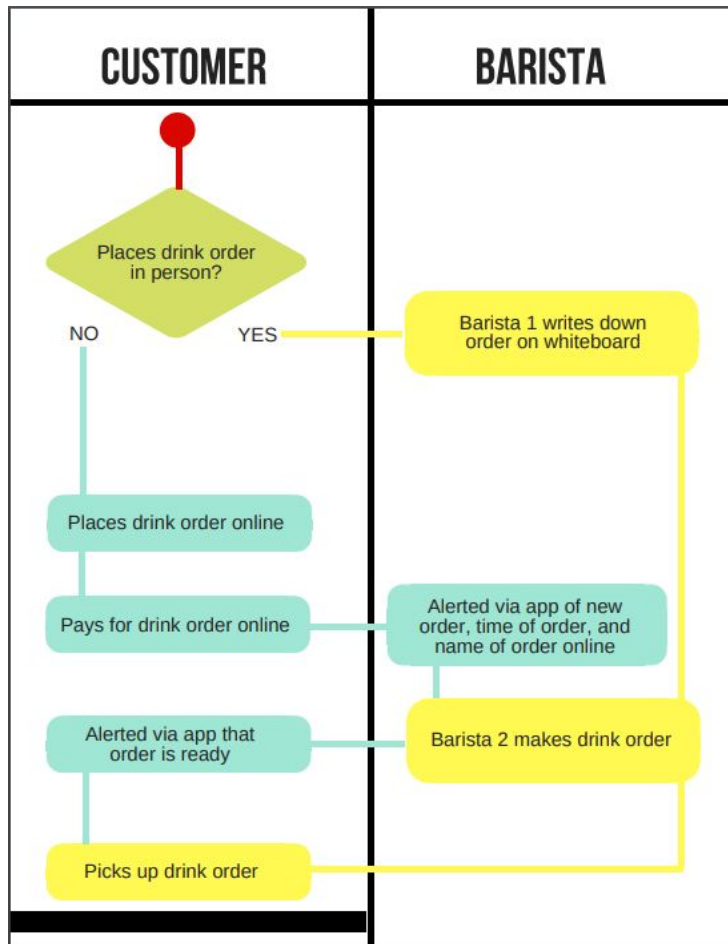 CUSTOMER
BARISTA
Places drink order
in person?
NO
YES
Barista 1 writes down
order on whiteboard
Places drink order online
Pays for drink order online
Alerted via app of new
order, time of order, and
name of order online
Alerted via app that
order is ready
Barista 2 makes drink order
Picks up drink order